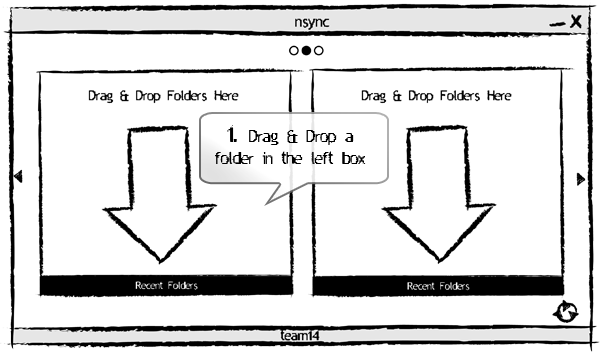 nsync
Drag & Drop Folders Here
Drag & Drop Folders Here
1. Drag & Drop a
folder in the left box
Recent Folders
Recent Folders
team14